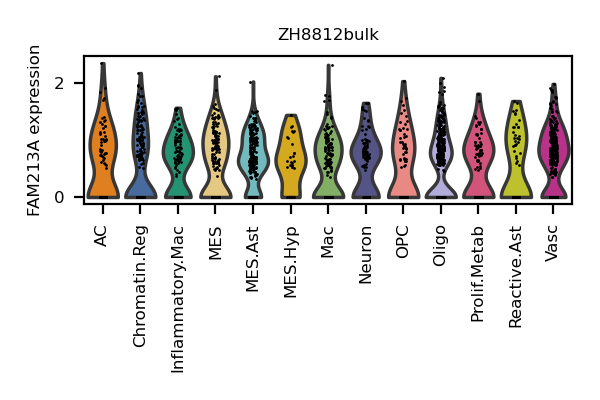 ZH8812bulk
FAM213A expression
2
0
AC
Chromatin.Reg
Inflammatory.Mac
MES
MES.Ast
MES.Hyp
Mac
Neuron
OPC
Oligo
Prolif.Metab
Reactive.Ast
Vasc